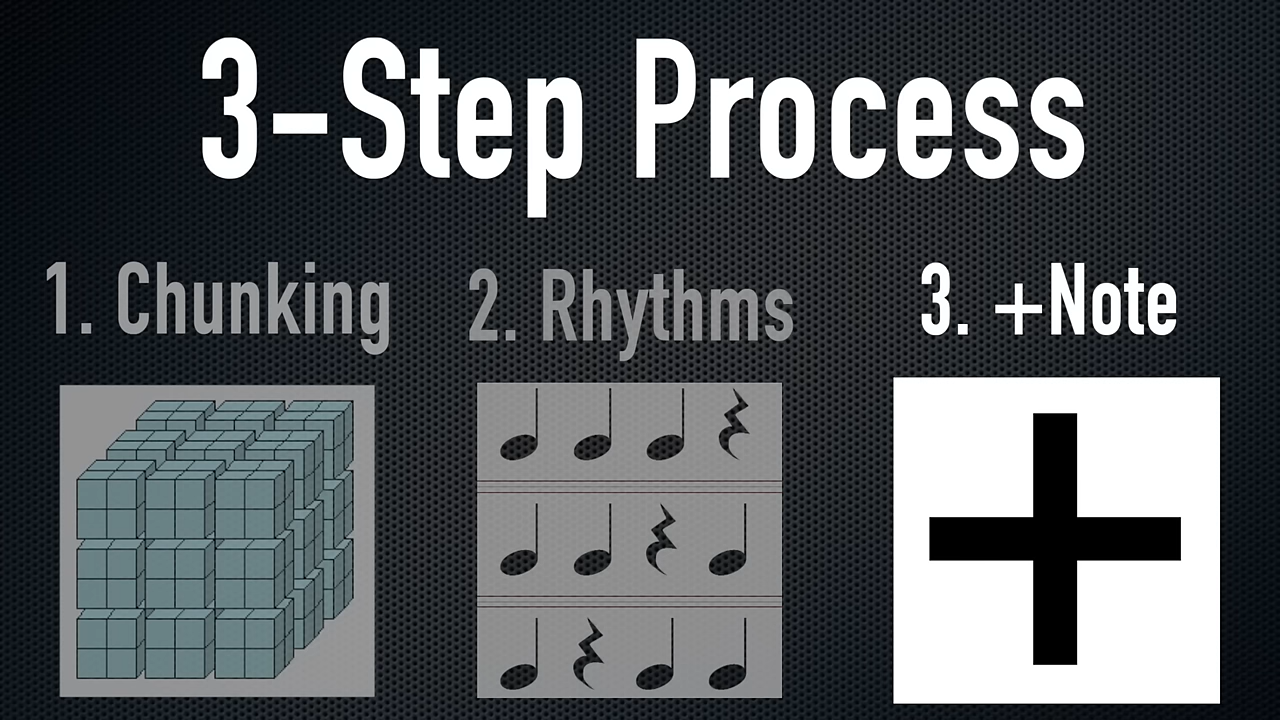 3-Step Process
1. Chunking
2. Rhythms
3. +Note